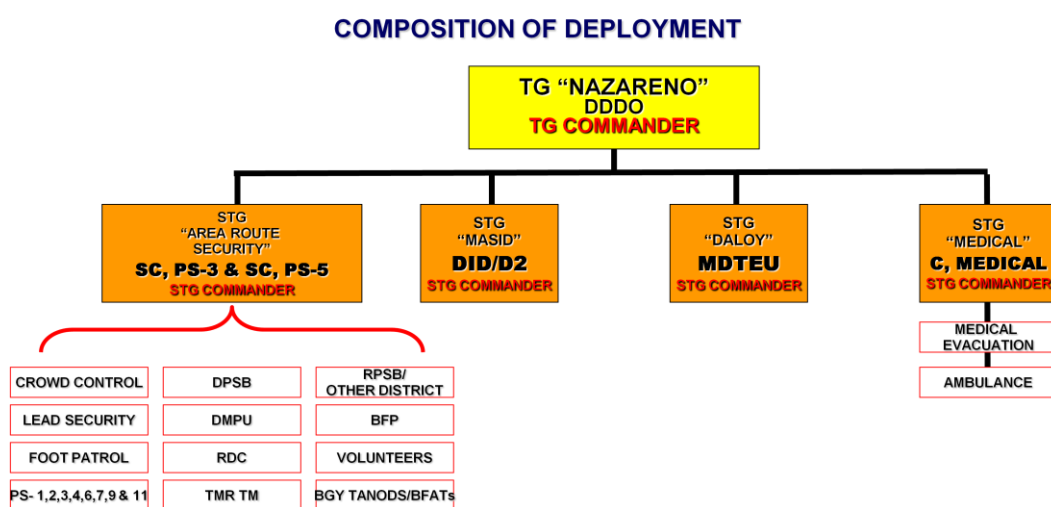 COMPOSITION OF DEPLOYMENT
TG “NAZARENO”
DDDO
TG COMMANDER
STG
“AREA ROUTE
SECURITY”
SC, PS-3 & SC, PS-5
STG COMMANDER
STG
“MASID”
DID/D2
STG COMMANDER
STG
“DALOY”
MDTEU
STG COMMANDER
STG
“MEDICAL”
C, MEDICAL
STG COMMANDER
CROWD CONTROL
LEAD SECURITY
FOOT PATROL
PS- 1,2,3,4,6,7,9 & 11
DPSB
DMPU
RDC
TMR TM
RPSB/
OTHER DISTRICT
BFP
VOLUNTEERS
BGY TANODS/BFATs
MEDICAL
EVACUATION
AMBULANCE